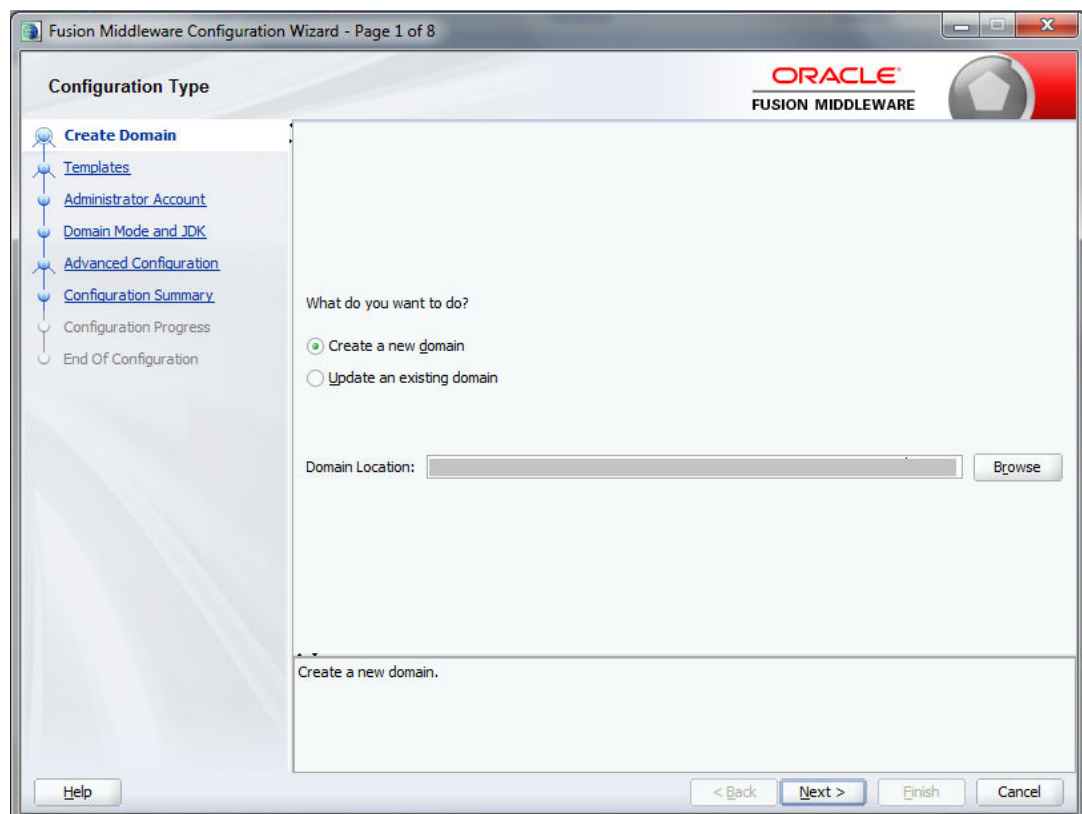 Fusion Middleware Configuration Wizard - Page 1 of 8
Configuration Type
ORACLE
FUSION MIDDLEWARE
Create Domain
Templates
Administrator Account
Domain Mode and JDK
Advanced Configuration
Configuration Summary
Configuration Progress
End Of Configuration
What do you want to do?
Create a new domain
Update an existing domain
Domain Location:
Browse
Create a new domain.
Help
< Back
Next >
Finish
Cancel